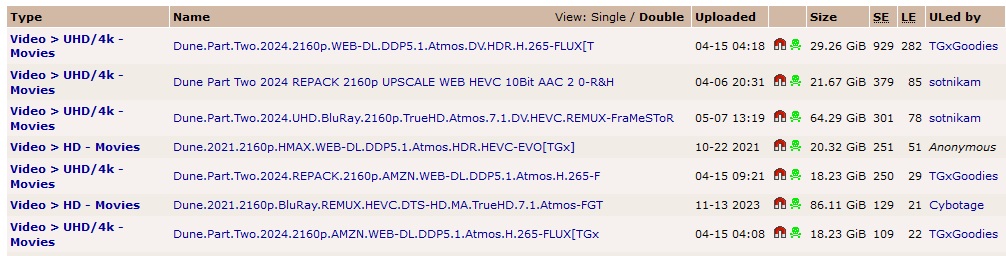 Type Name View: Single / Double Uploaded Size SE LE ULed by
Video > UHD/4k - Dune.Part.Two.2024.2160p.WEB-DL.DDP5.1.Atmos.DV.HDR.H.265-FLUX[T 04-15 04:18 29.26 GiB 929 282 TGxGoodies
Movies
Video > UHD/4k - Dune Part Two 2024 REPACK 2160p UPSCALE WEB HEVC 10Bit AAC 2 0-R&H 04-06 20:31 21.67 GiB 379 85 sotnikam
Movies
Video > UHD/4k - Dune.Part.Two.2024.UHD.BluRay.2160p.TrueHD.Atmos.7.1.DV.HEVC.REMUX-FraMeSToR 05-07 13:19 64.29 GiB 301 78 sotnikam
Movies
Video > HD - Movies Dune.2021.2160p.HMAX.WEB-DL.DDP5.1.Atmos.HDR.HEVC-EVO[TGx] 10-22 2021 20.32 GiB 251 51 Anonymous
Video > UHD/4k - Dune.Part.Two.2024.REPACK.2160p.AMZN.WEB-DL.DDP5.1.Atmos.H.265-F 04-15 09:21 18.23 GiB 250 29 TGxGoodies
Movies
Video > HD - Movies Dune.2021.2160p.BluRay.REMUX.HEVC.DTS-HD.MA.TrueHD.7.1.Atmos-FGT 11-13 2023 86.11 GiB 129 21 Cybotage
Video > UHD/4k - Dune.Part.Two.2024.2160p.AMZN.WEB-DL.DDP5.1.Atmos.H.265-FLUX[TGx 04-15 04:08 18.23 GiB 109 22 TGxGoodies
Movies